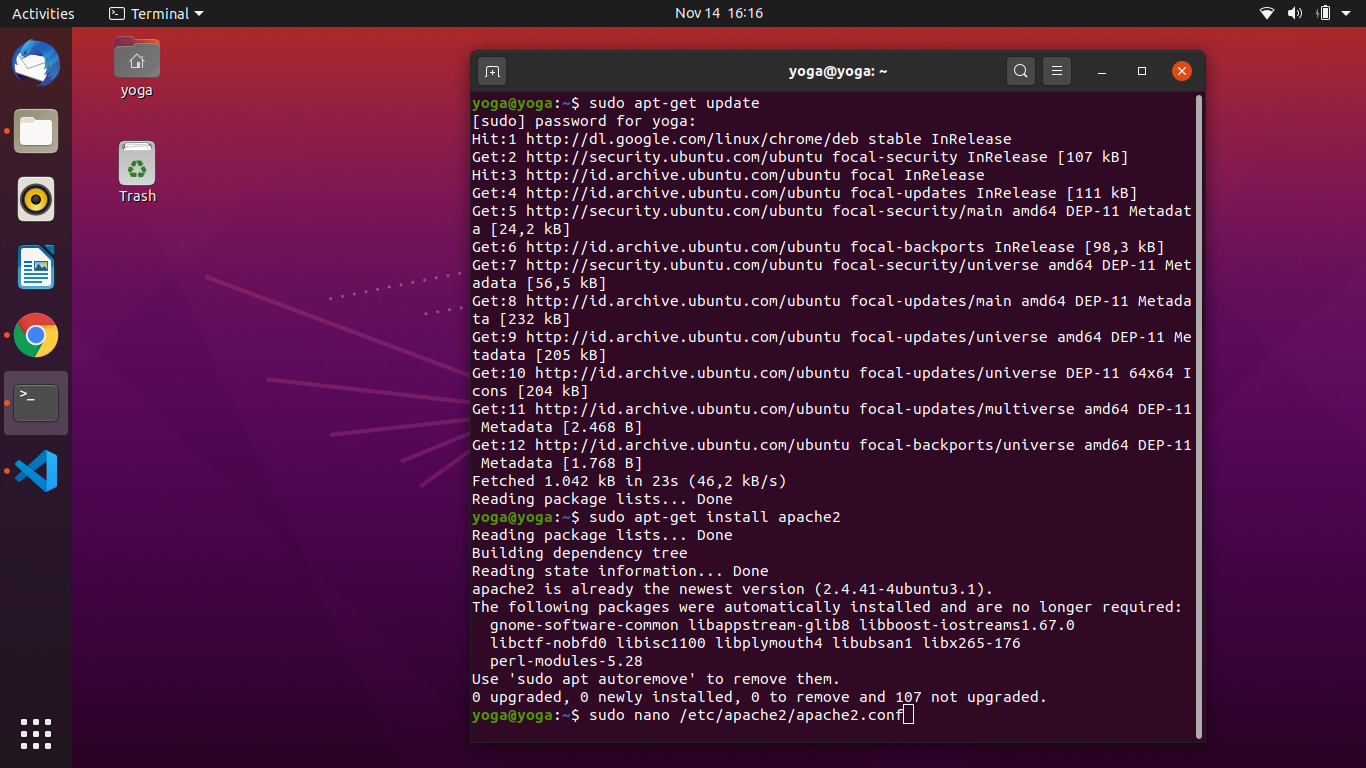 Activities
Terminal
Nov 14 16:16
yoga
Trash
yoga@yoga: ~
yoga@yoga:~$ sudo apt-get update
[sudo] password for yoga:
Hit:1 http://dl.google.com/linux/chrome/deb stable InRelease
Get:2 http://security.ubuntu.com/ubuntu focal-security InRelease [107 kB]
Hit:3 http://id.archive.ubuntu.com/ubuntu focal InRelease
Get:4 http://id.archive.ubuntu.com/ubuntu focal-updates InRelease [111 kB]
Get:5 http://security.ubuntu.com/ubuntu focal-security/main amd64 DEP-11 Metadat
a [24,2 kB]
Get:6 http://id.archive.ubuntu.com/ubuntu focal-backports InRelease [98,3 kB]
Get:7 http://security.ubuntu.com/ubuntu focal-security/universe amd64 DEP-11 Met
adata [56,5 kB]
Get:8 http://id.archive.ubuntu.com/ubuntu focal-updates/main amd64 DEP-11 Metada
ta [232 kB]
Get:9 http://id.archive.ubuntu.com/ubuntu focal-updates/universe amd64 DEP-11 Me
tadata [205 kB]
Get:10 http://id.archive.ubuntu.com/ubuntu focal-updates/universe DEP-11 64x64 I
cons [204 kB]
Get:11 http://id.archive.ubuntu.com/ubuntu focal-updates/multiverse amd64 DEP-11
 Metadata [2.468 B]
Get:12 http://id.archive.ubuntu.com/ubuntu focal-backports/universe amd64 DEP-11
 Metadata [1.768 B]
Fetched 1.042 kB in 23s (46,2 kB/s)
Reading package lists... Done
yoga@yoga:~$ sudo apt-get install apache2
Reading package lists... Done
Building dependency tree
Reading state information... Done
apache2 is already the newest version (2.4.41-4ubuntu3.1).
The following packages were automatically installed and are no longer required:
  gnome-software-common libappstream-glib8 libboost-iostreams1.67.0
  libctf-nobfd0 libisc1100 libplymouth4 libubsan1 libx265-176
  perl-modules-5.28
Use 'sudo apt autoremove' to remove them.
0 upgraded, 0 newly installed, 0 to remove and 107 not upgraded.
yoga@yoga:~$ sudo nano /etc/apache2/apache2.conf